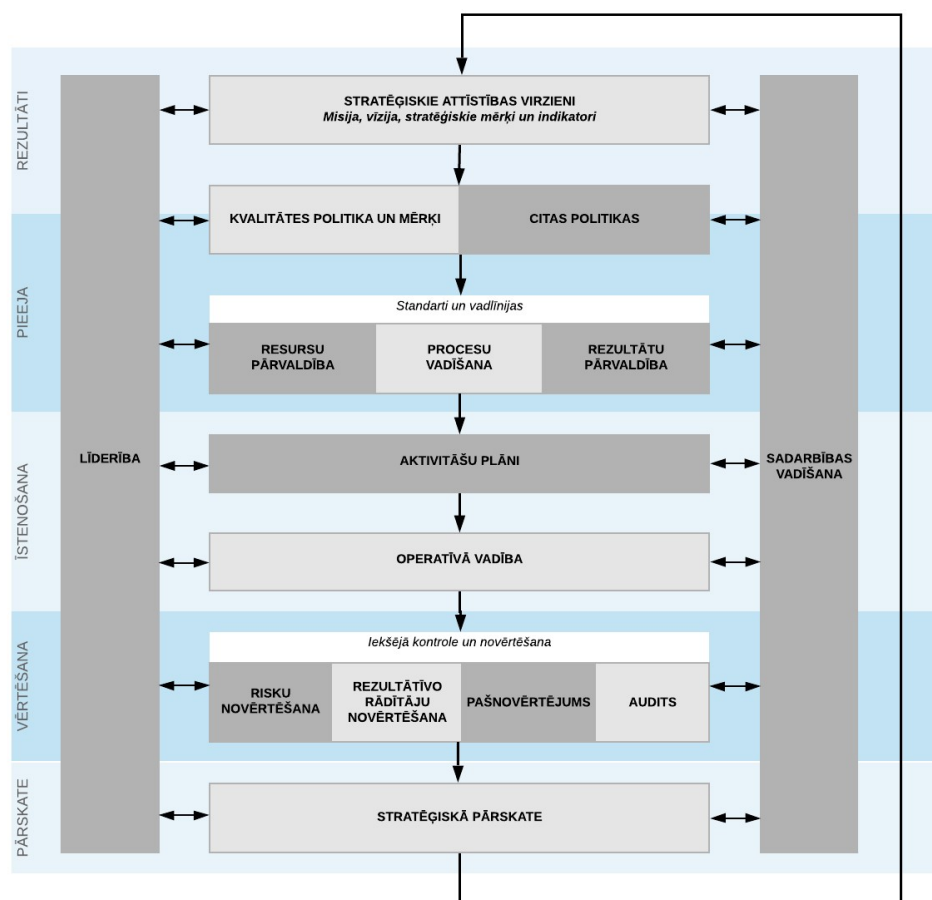 REZULTĀTI
STRATĒĢISKIE ATTĪSTĪBAS VIRZIENI
Misija, vīzija, stratēģiskie mērķi un indikatori
KVALITĀTES POLITIKA UN MĒRĶI
CITAS POLITIKAS
PIEEJA
Standarti un vadlīnijas
RESURSU
PĀRVALDĪBA
PROCESU
VADĪŠANA
REZULTĀTU
PĀRVALDĪBA
LĪDERĪBA
SADARBĪBAS
VADĪŠANA
ĪSTENOŠANA
AKTIVITĀŠU PLĀNI
OPERATĪVĀ VADĪBA
VĒRTĒŠANA
Iekšējā kontrole un novērtēšana
RISKU
NOVĒRTĒŠANA
REZULTĀTĪVO
RĀDĪTĀJU
NOVĒRTĒŠANA
PAŠNOVĒRTĒJUMS
AUDITS
PĀRSKATE
STRATĒĢISKĀ PĀRSKATE